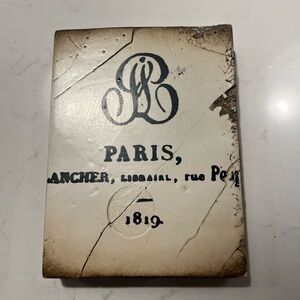 PARIS,
ANCHER, LIBRAIRE, rue
1819.